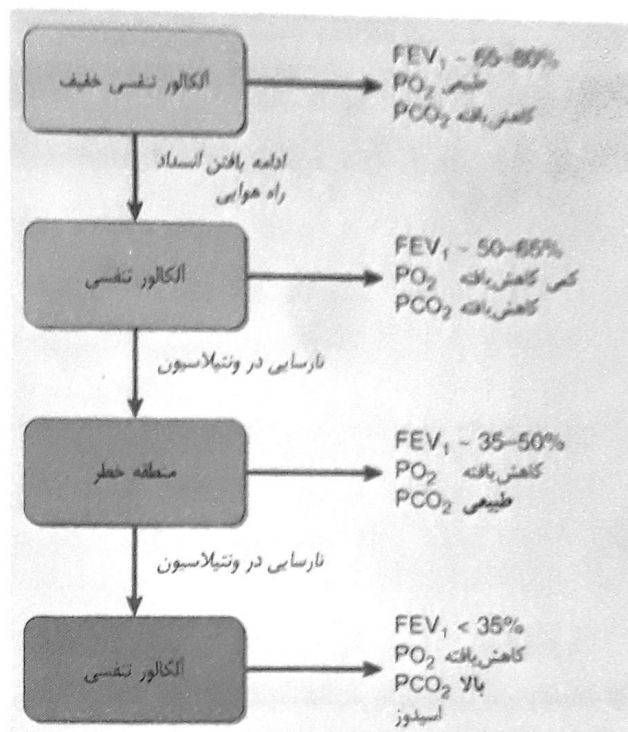 آلکالوز تنفسی خفیف
FEV₁ ~ 65–80%
PO₂ طبیعی
PCO₂ کاهش‌یافته
ادامه یافتن انسداد
راه هوایی
آلکالوز تنفسی
FEV₁ ~ 50–65%
PO₂ کمی کاهش‌یافته
PCO₂ کاهش‌یافته
نارسایی در ونتیلاسیون
منطقه خطر
FEV₁ ~ 35–50%
PO₂ کاهش‌یافته
PCO₂ طبیعی
نارسایی در ونتیلاسیون
آلکالوز تنفسی
FEV₁ < 35%
PO₂ کاهش‌یافته
PCO₂ بالا
اسیدوز